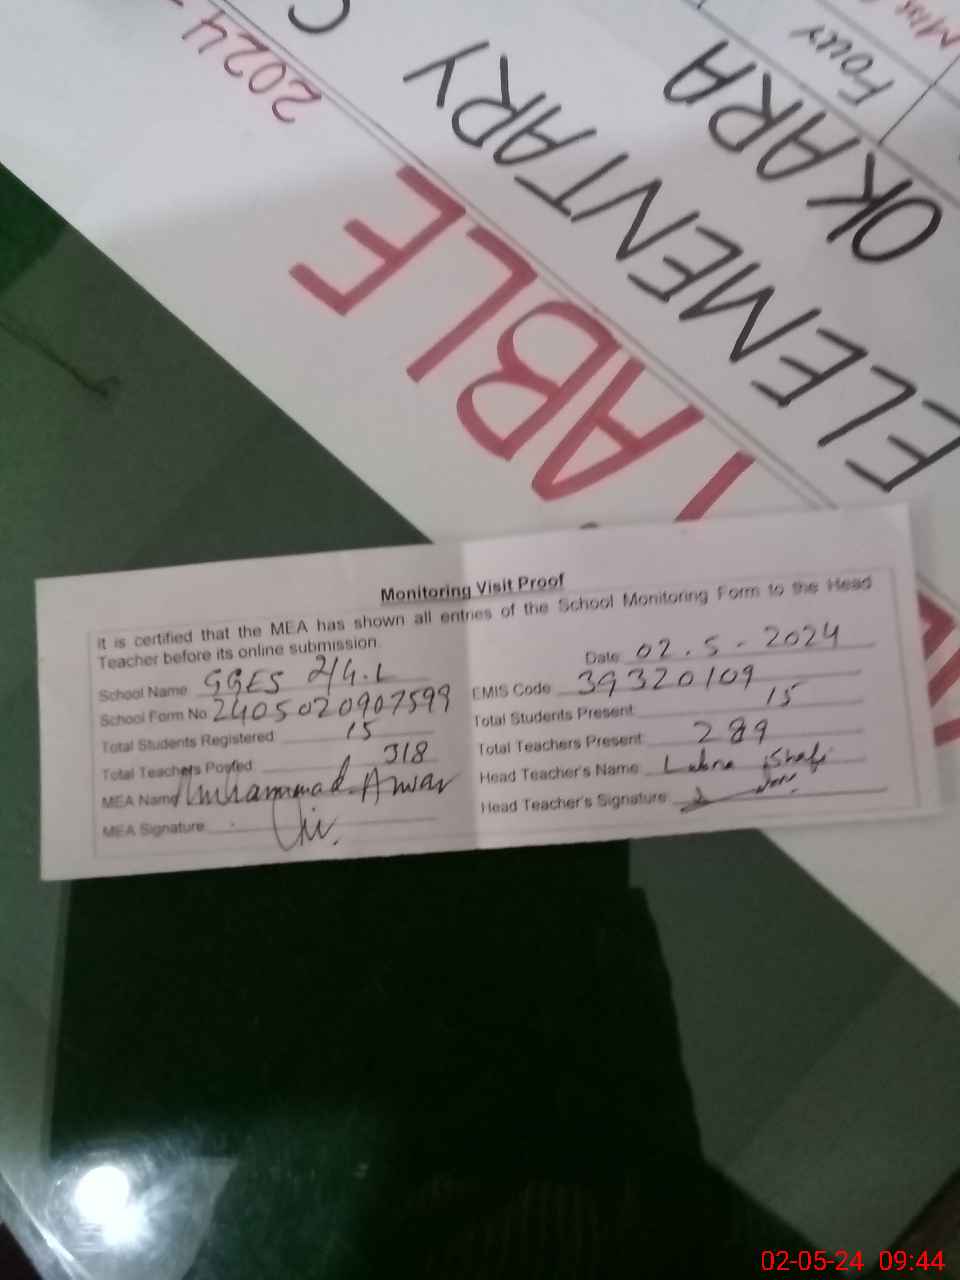 2024 -
C
TABLE
ELEMENTARY
OKARA
Four
Miss
Monitoring Visit Proof
it is certified that the MEA has shown all entries of the School Monitoring Form to the Head
Teacher before its online submission.
Date 02.5-2024
School Name GGES 2/4.L
EMIS Code 39320109
School Form No 2405020907599
Total Students Present 15
Total Students Registered 15
Total Teachers Present 289
Total Teachers Posted 318
Head Teacher's Name Lubna Shafi
MEA Name Muhammad Anwar
Head Teacher's Signature
MEA Signature
02-05-24 09:44